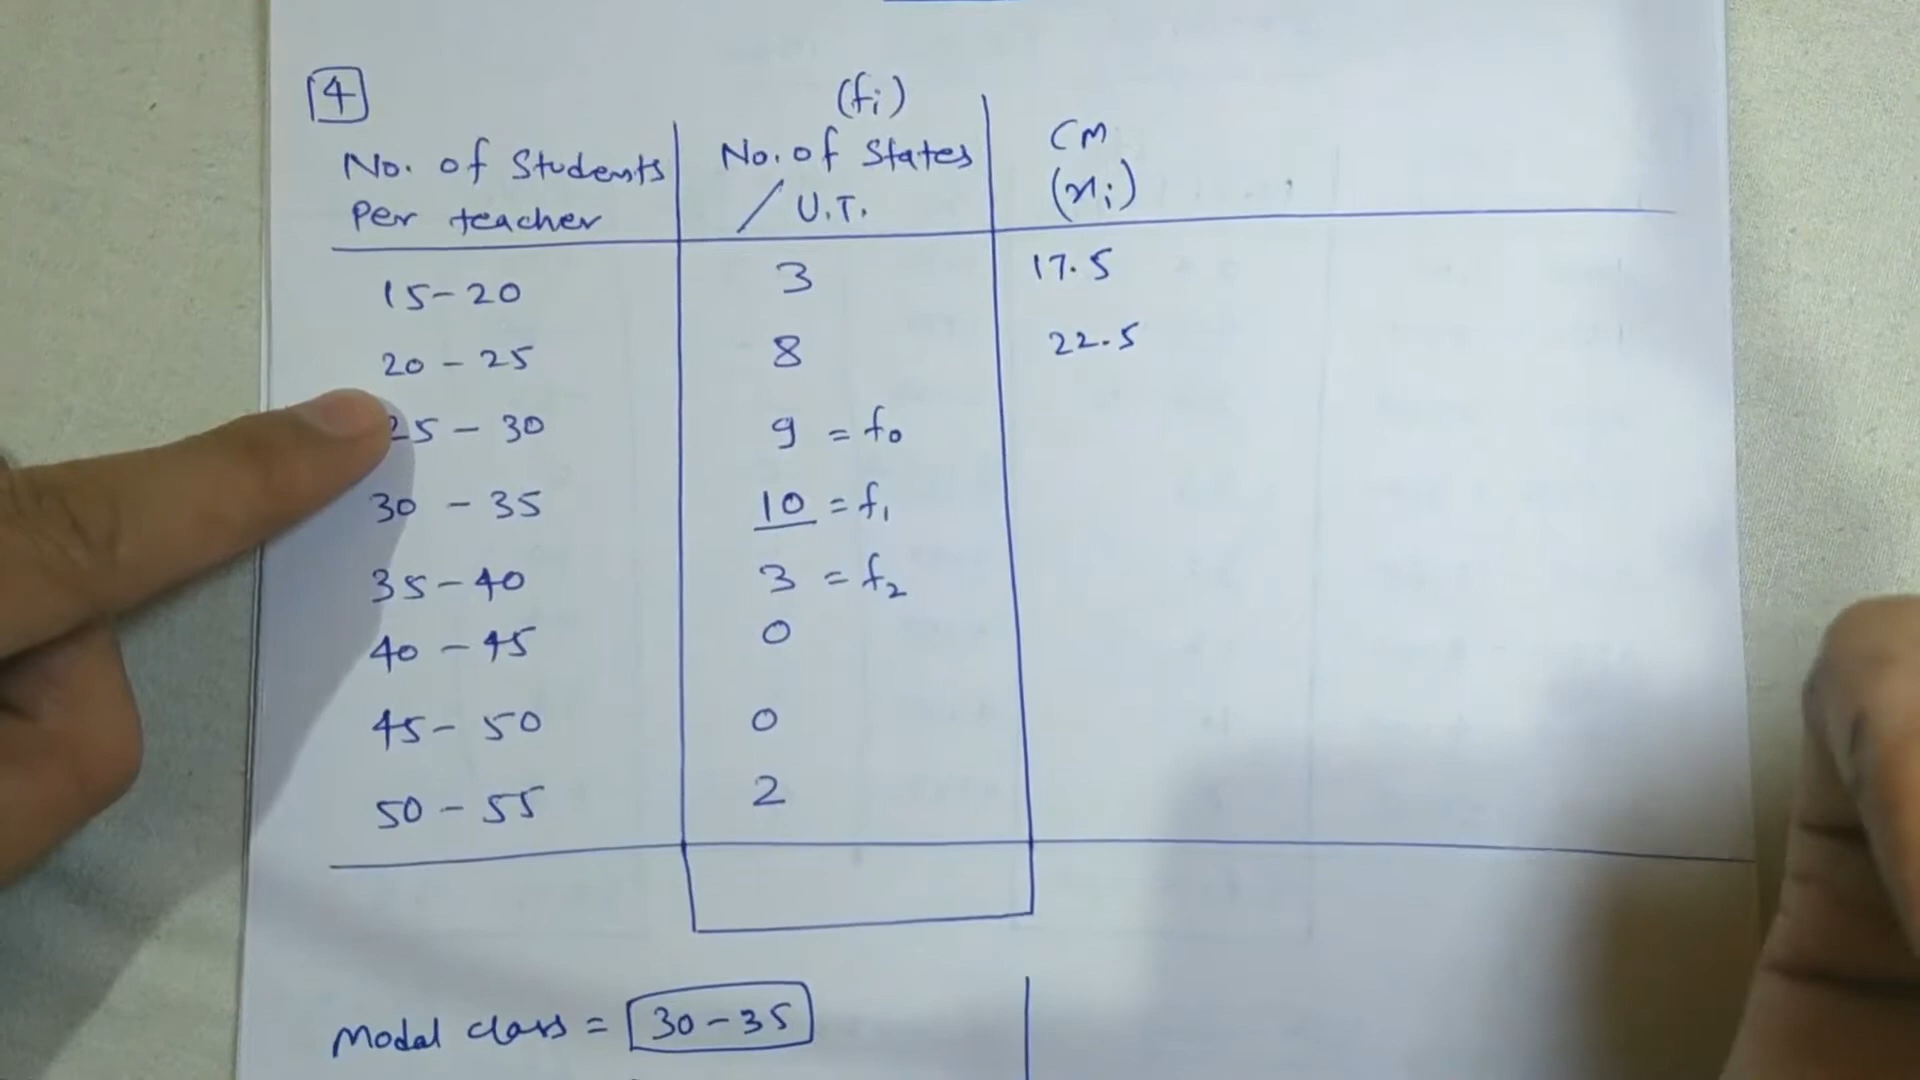 4
(fi)
No. of Students Per teacher | No. of States / U.T. | CM (xi)
15-20 | 3 | 17.5
20-25 | 8 | 22.5
25-30 | 9 = f₀
30-35 | 10 = f₁
35-40 | 3 = f₂
40-45 | 0
45-50 | 0
50-55 | 2
Modal class = 30-35